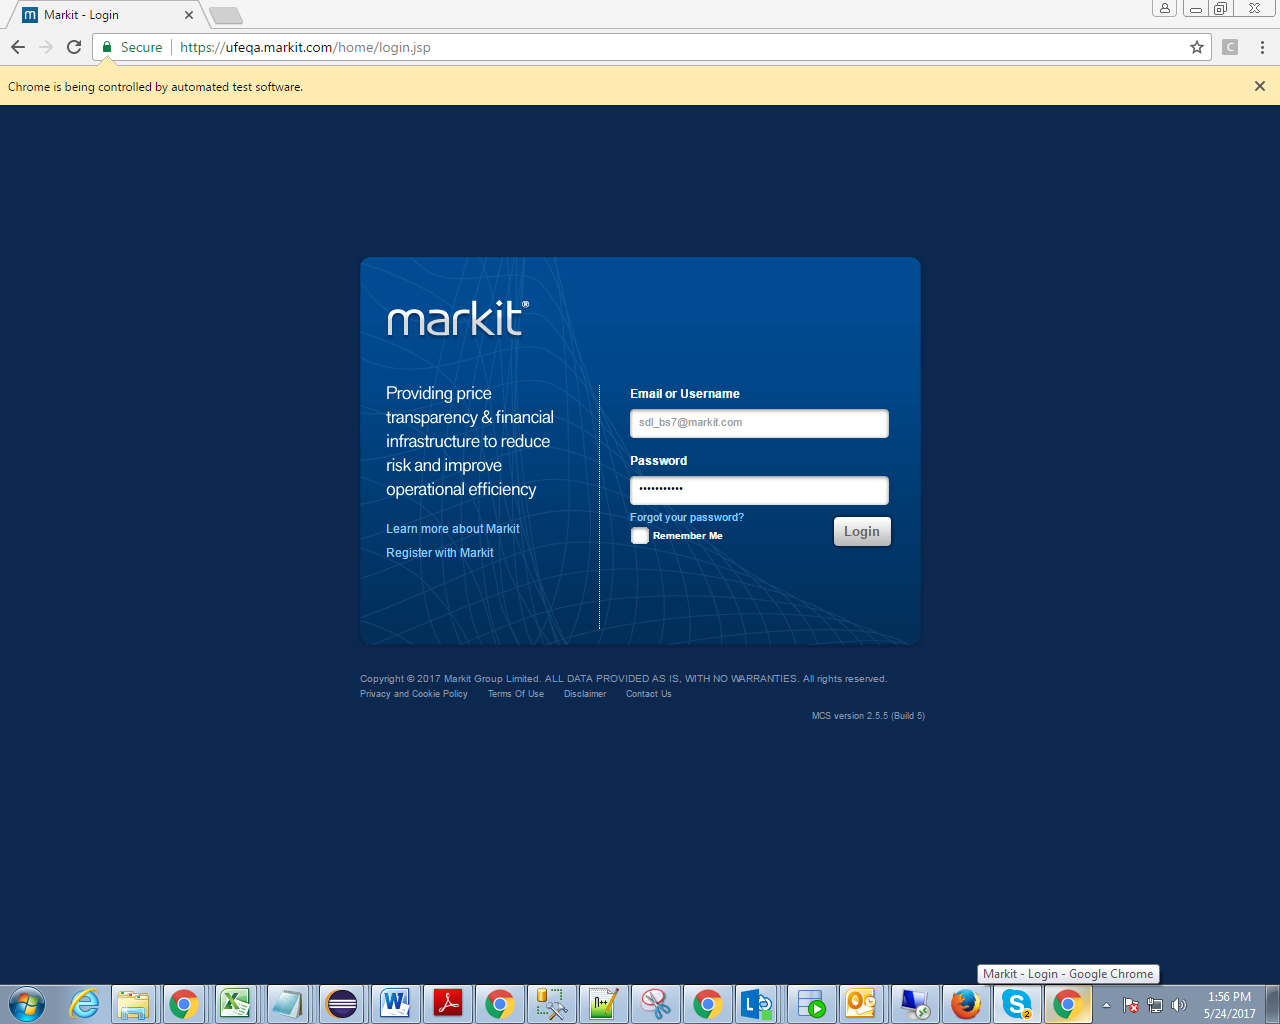 Markit - Login
Secure
https://ufeqa.markit.com/home/login.jsp
C
Chrome is being controlled by automated test software.
markit®
Providing price
transparency & financial
infrastructure to reduce
risk and improve
operational efficiency
Learn more about Markit
Register with Markit
Email or Username
sdl_bs7@markit.com
Password
•••••••••••
Forgot your password?
Remember Me
Login
Copyright © 2017 Markit Group Limited. ALL DATA PROVIDED AS IS, WITH NO WARRANTIES. All rights reserved.
Privacy and Cookie Policy Terms Of Use Disclaimer Contact Us
MCS version 2.5.5 (Build 5)
Markit - Login - Google Chrome
1:56 PM
5/24/2017